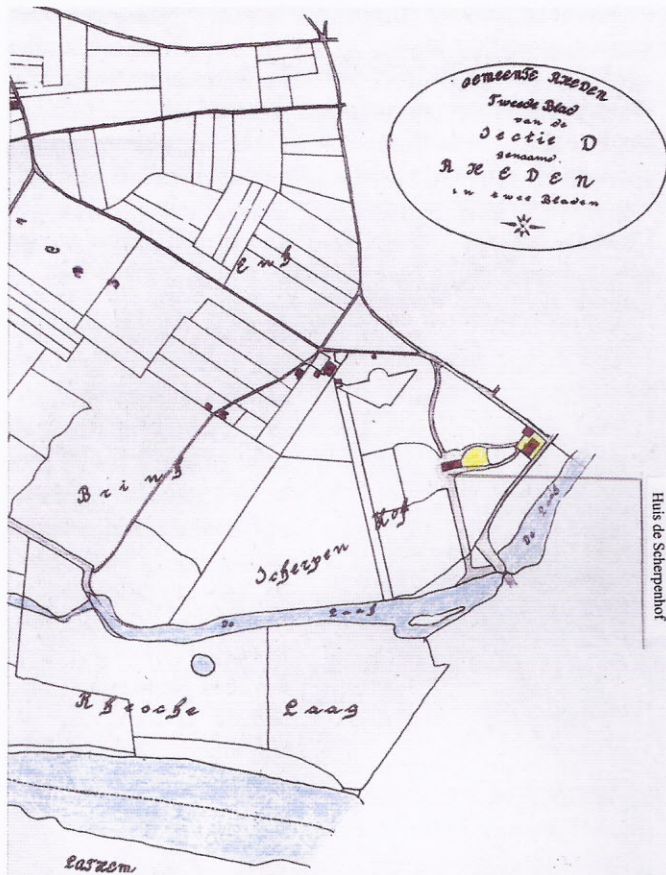 GEMEENTE RHEDEN
Tweede Blad
van de
Sectie D
genaamd
RHEDEN
in twee Bladen
Enk
Brink
Scherpen
Hof
De Laak
De Laak
Rhedsche
Laag
LATHEM
Huis de Scherpenhof